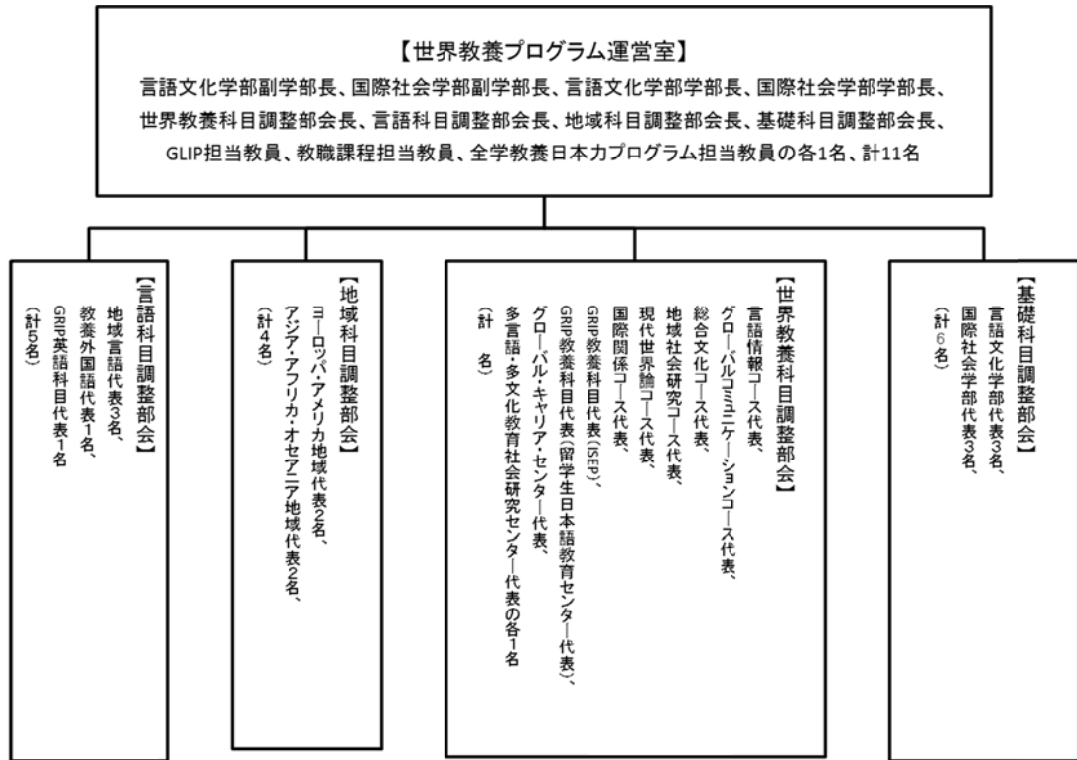 【世界教養プログラム運営室】
言語文化学部副学部長、国際社会学部副学部長、言語文化学部学部長、国際社会学部学部長、
世界教養科目調整部会長、言語科目調整部会長、地域科目調整部会長、基礎科目調整部会長、
GLIP担当教員、教職課程担当教員、全学教養日本力プログラム担当教員の各1名、計11名
【言語科目調整部会】
地域言語代表3名、
教養外国語代表1名、
GRIP英語科目代表1名
(計5名)
【地域科目調整部会】
ヨーロッパ・アメリカ地域代表2名、
アジア・アフリカ・オセアニア地域代表2名、
(計4名)
【世界教養科目調整部会】
言語情報コース代表、
グローバルコミュニケーションコース代表、
総合文化コース代表、
地域社会研究コース代表、
現代世界論コース代表、
国際関係コース代表、
GRIP教養科目代表(ISEP)、
GRIP教養科目代表(留学生日本語教育センター代表)、
グローバル・キャリア・センター代表、
多言語・多文化教育社会研究センター代表の各1名
(計 名)
【基礎科目調整部会】
言語文化学部代表3名、
国際社会学部代表3名、
(計6名)